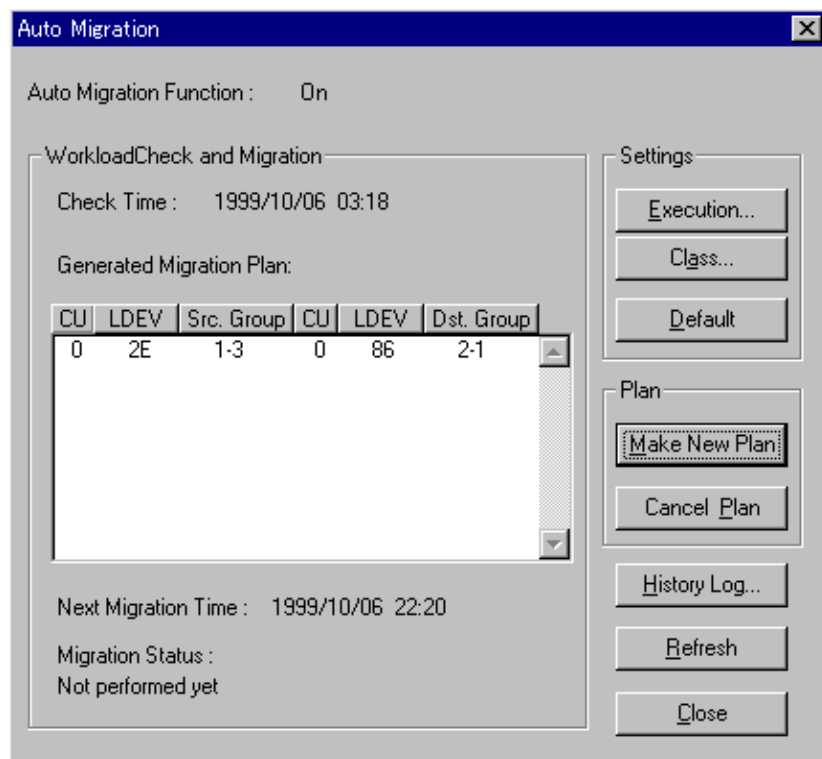 Auto Migration
Auto Migration Function : On
WorkloadCheck and Migration
Check Time : 1999/10/06 03:18
Generated Migration Plan:
CU LDEV Src. Group CU LDEV Dst. Group
0 2E 1-3 0 86 2-1
Next Migration Time : 1999/10/06 22:20
Migration Status :
Not performed yet
Settings
Execution...
Class...
Default
Plan
Make New Plan
Cancel Plan
History Log...
Refresh
Close